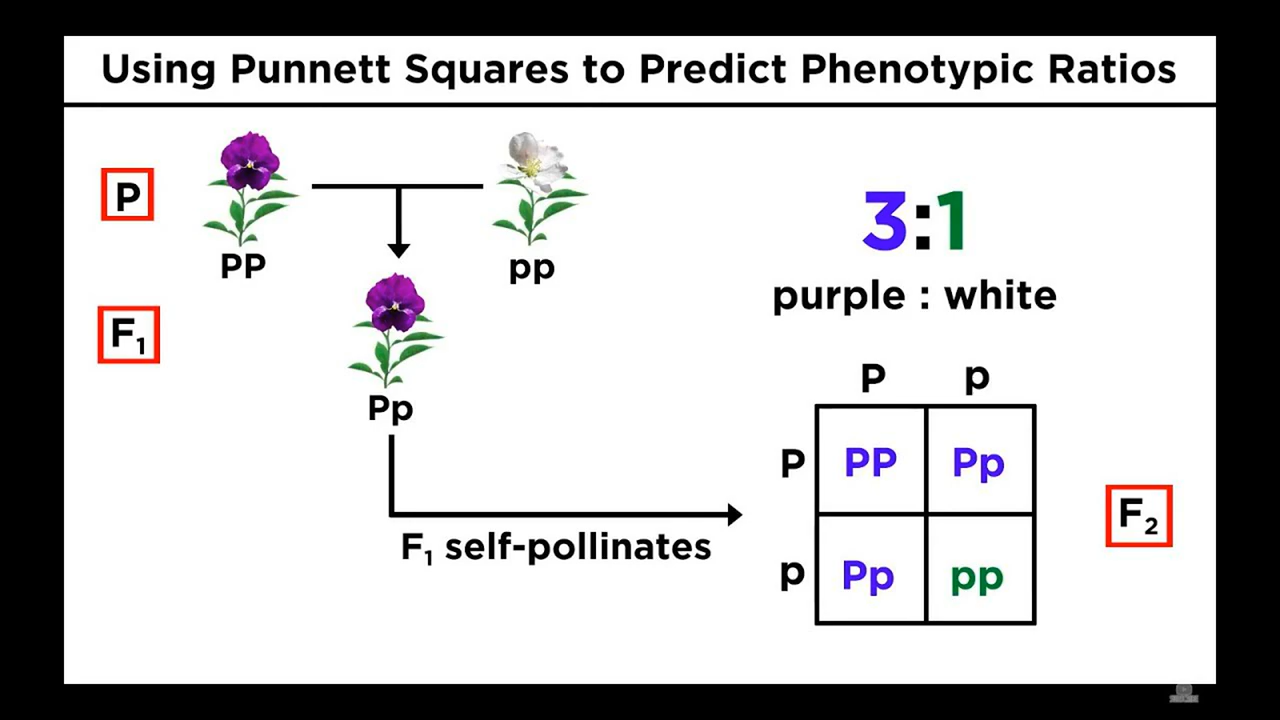 Using Punnett Squares to Predict Phenotypic Ratios
P
PP
pp
F₁
Pp
F₁ self-pollinates
3:1
purple : white
P p
P PP Pp
p Pp pp
F₂